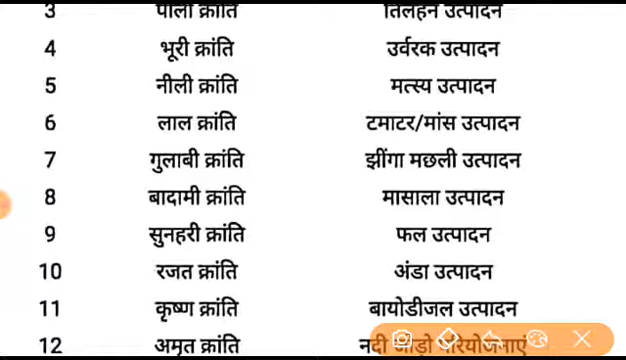 3 पीली क्रांति तिलहन उत्पादन
4 भूरी क्रांति उर्वरक उत्पादन
5 नीली क्रांति मत्स्य उत्पादन
6 लाल क्रांति टमाटर/मांस उत्पादन
7 गुलाबी क्रांति झींगा मछली उत्पादन
8 बादामी क्रांति मासाला उत्पादन
9 सुनहरी क्रांति फल उत्पादन
10 रजत क्रांति अंडा उत्पादन
11 कृष्ण क्रांति बायोडीजल उत्पादन
12 अमृत क्रांति नदी जोड़ो परियोजनाएं